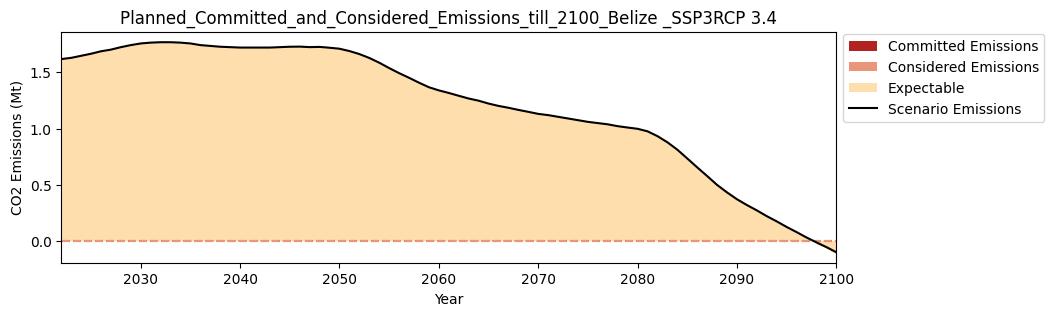 Planned_Committed_and_Considered_Emissions_till_2100_Belize _SSP3RCP 3.4
CO2 Emissions (Mt)
1.5
1.0
0.5
0.0
2030 2040 2050 2060 2070 2080 2090 2100
Year
Committed Emissions
Considered Emissions
Expectable
Scenario Emissions